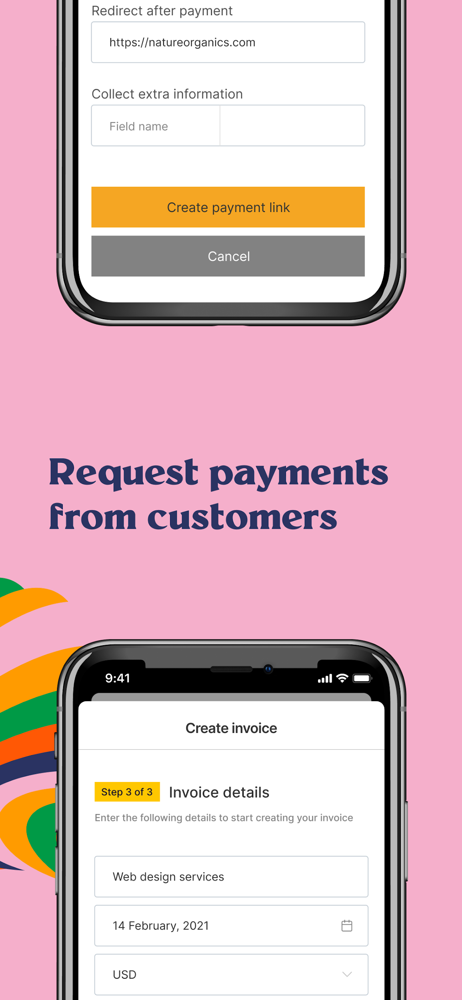 Redirect after payment
https://natureorganics.com
Collect extra information
Field name
Create payment link
Cancel
Request payments
from customers
9:41
Create invoice
Step 3 of 3 Invoice details
Enter the following details to start creating your invoice
Web design services
14 February, 2021
USD